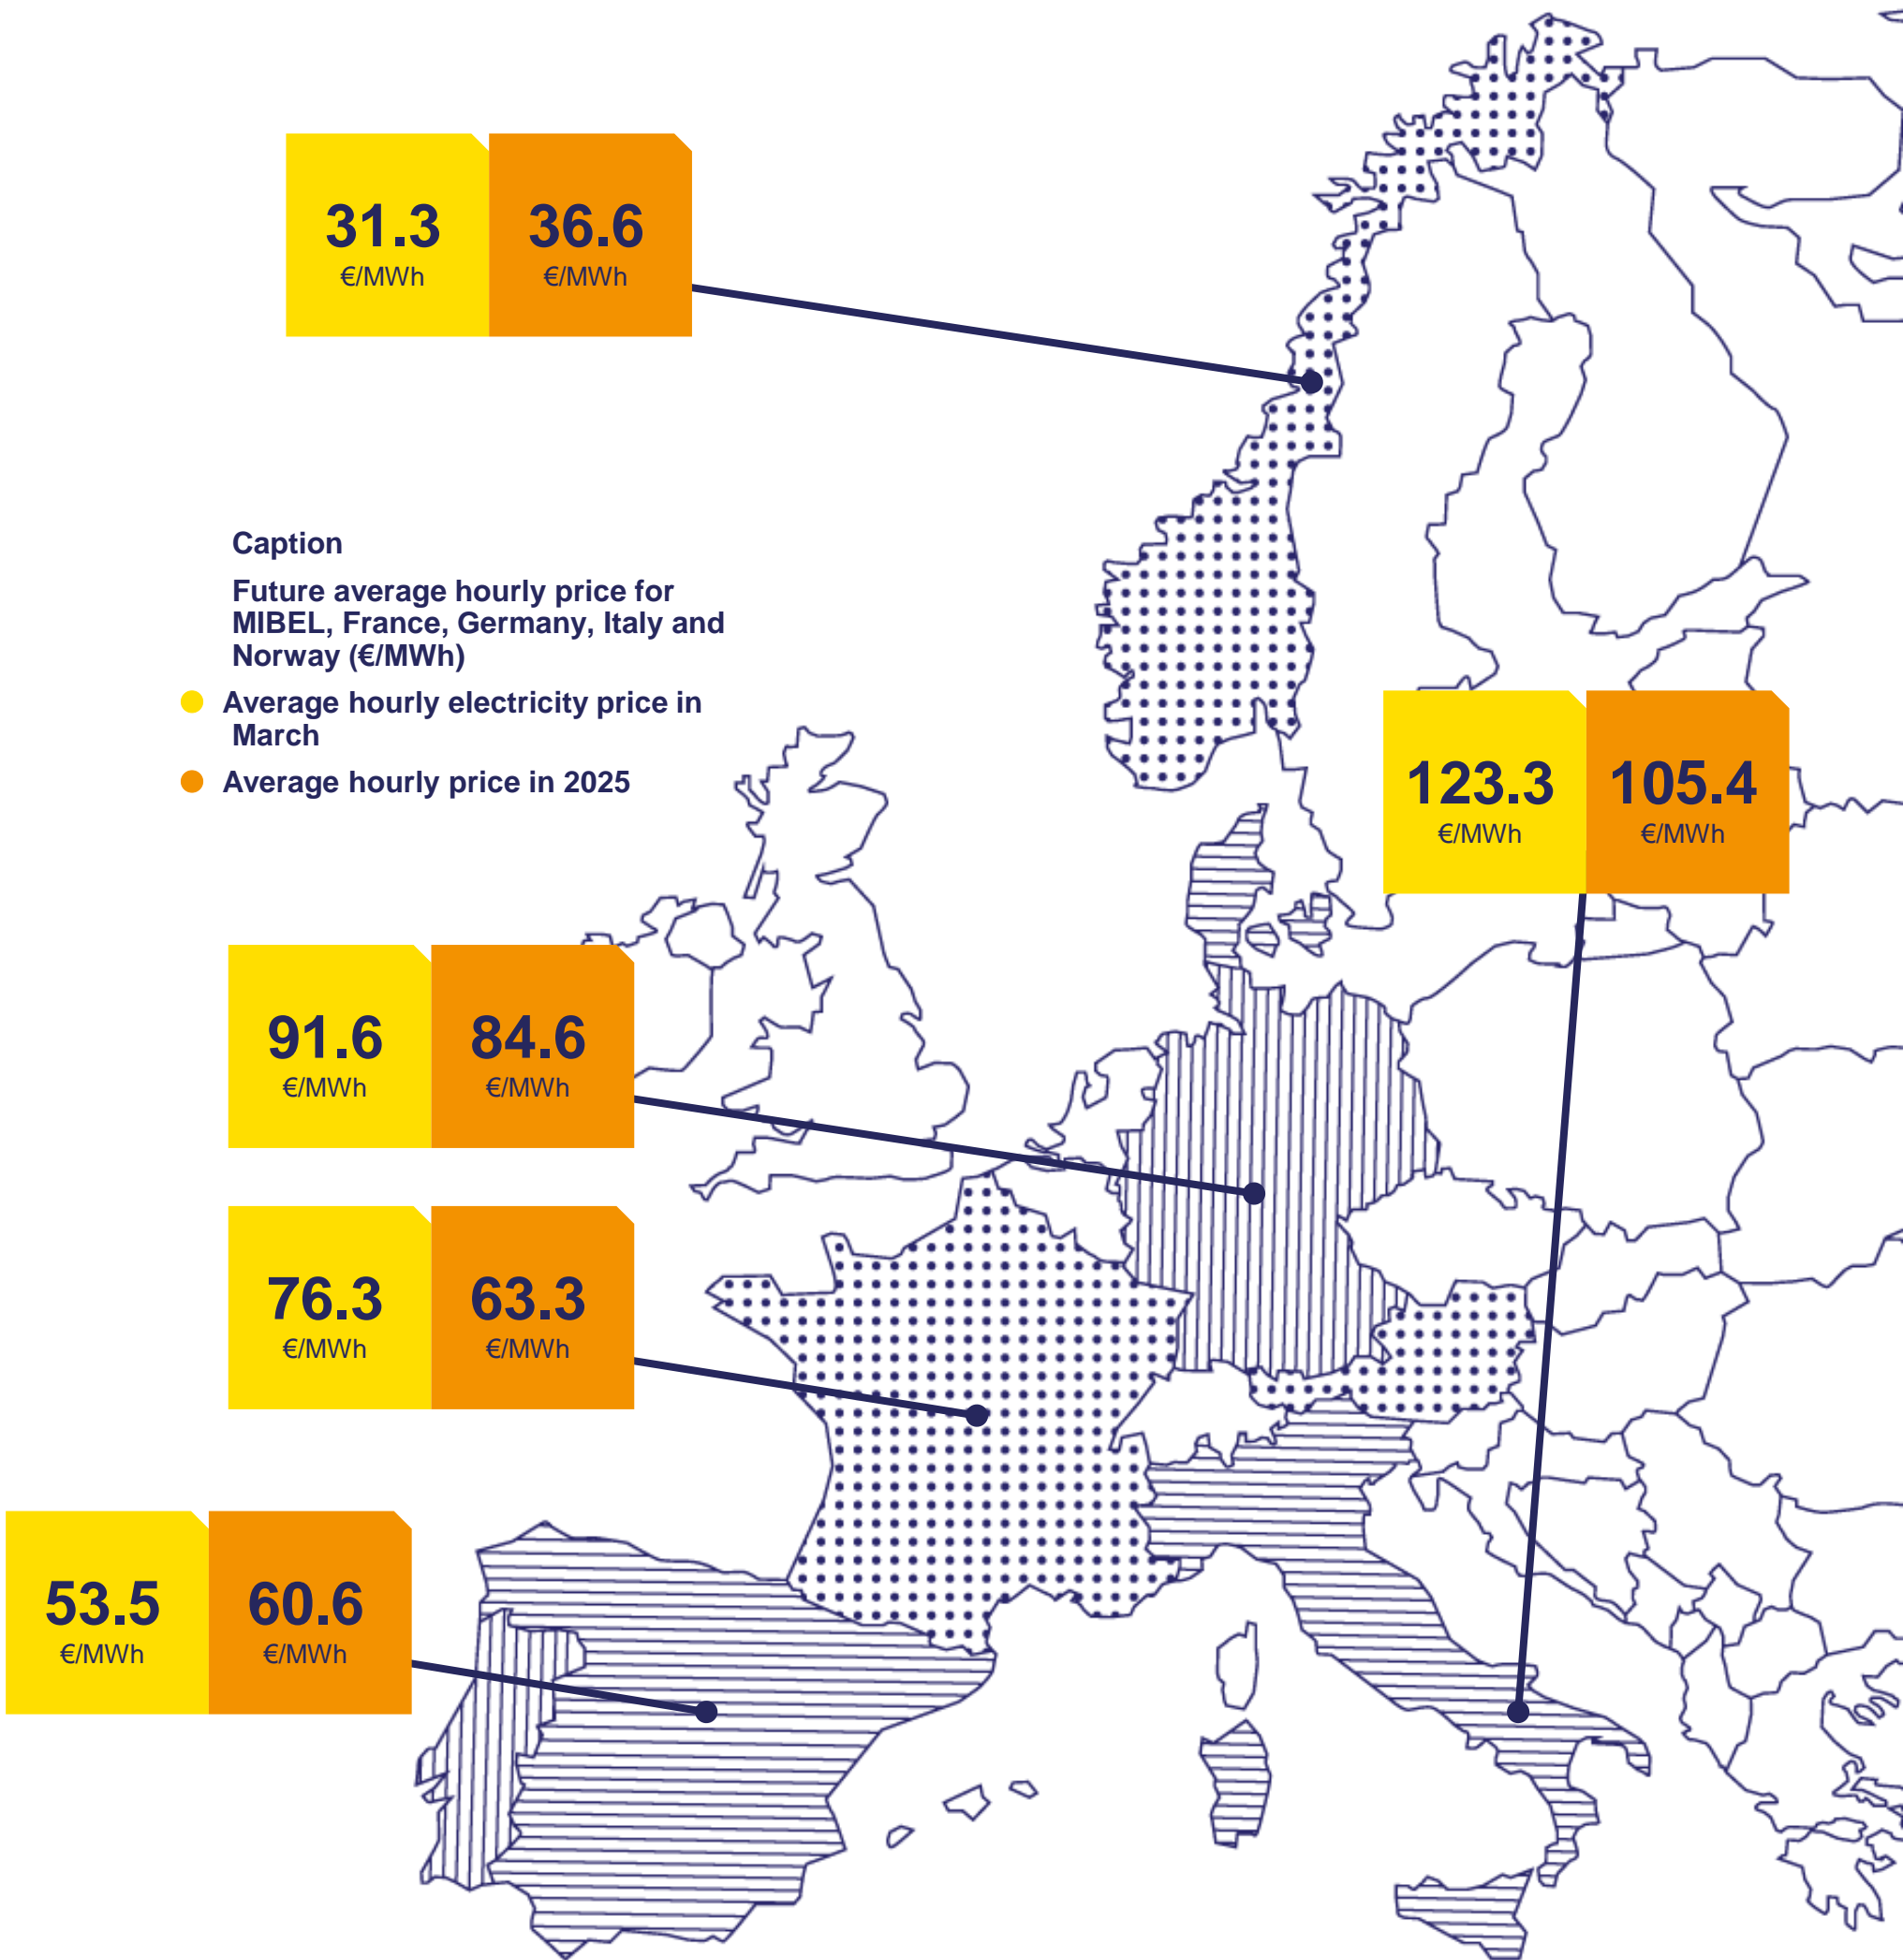 31.3
€/MWh
36.6
€/MWh
Caption
Future average hourly price for
MIBEL, France, Germany, Italy and
Norway (€/MWh)
Average hourly electricity price in
March
Average hourly price in 2025
123.3
€/MWh
105.4
€/MWh
91.6
€/MWh
84.6
€/MWh
76.3
€/MWh
63.3
€/MWh
53.5
€/MWh
60.6
€/MWh